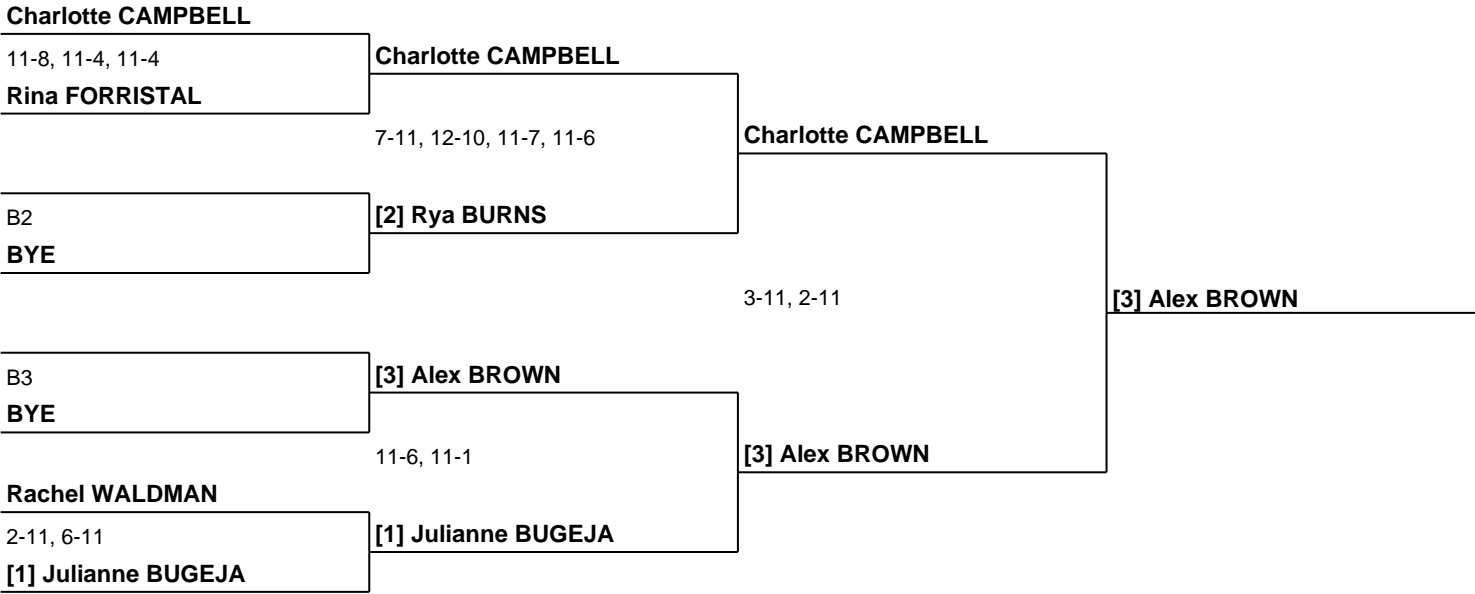 Charlotte CAMPBELL
11-8, 11-4, 11-4
Charlotte CAMPBELL
Rina FORRISTAL
7-11, 12-10, 11-7, 11-6
Charlotte CAMPBELL
B2
[2] Rya BURNS
BYE
3-11, 2-11
[3] Alex BROWN
B3
[3] Alex BROWN
BYE
11-6, 11-1
[3] Alex BROWN
Rachel WALDMAN
2-11, 6-11
[1] Julianne BUGEJA
[1] Julianne BUGEJA